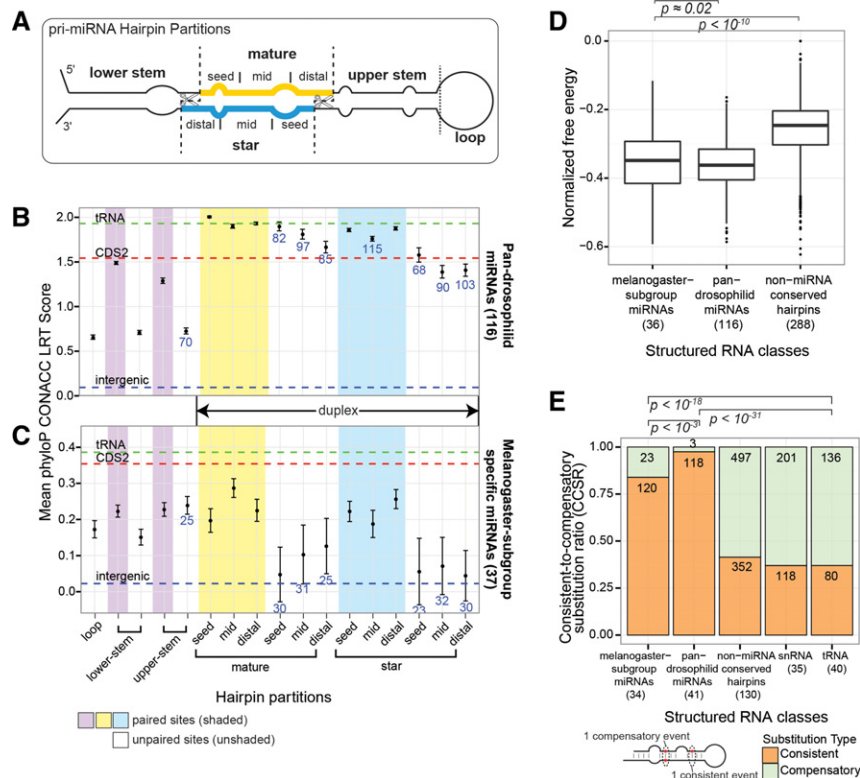 A
pri-miRNA Hairpin Partitions
mature
5'
lower stem
seed
mid
distal
upper stem
3'
distal
mid
seed
star
loop
B
Mean phyloP CONACC LRT Score
2.0
1.5
1.0
0.5
0.0
tRNA
CDS2
intergenic
70
82
97
85
115
68
90
103
Pan-drosophilid
miRNAs (116)
duplex
C
0.4
0.3
0.2
0.1
0.0
tRNA
CDS2
intergenic
25
30
31
25
23
32
30
Melanogaster-subgroup
specific miRNAs (37)
loop
lower-stem
upper-stem
seed
mid
distal
seed
mid
distal
seed
mid
distal
seed
mid
distal
mature
star
Hairpin partitions
paired sites (shaded)
unpaired sites (unshaded)
D
p ≈ 0.02
p < 10-10
Normalized free energy
0.0
−0.2
−0.4
−0.6
melanogaster−
subgroup
miRNAs
(36)
pan−
drosophilid
miRNAs
(116)
non−miRNA
conserved
hairpins
(288)
Structured RNA classes
E
p < 10-18
p < 10-31
Consistent-to-compensatory
substitution ratio (CCSR)
1.00
0.75
0.50
0.25
0.00
23
3
497
201
136
120
118
352
118
80
melanogaster−
subgroup
miRNAs
(34)
pan−
drosophilid
miRNAs
(41)
non−miRNA
conserved
hairpins
(130)
snRNA
(35)
tRNA
(40)
Structured RNA classes
1 compensatory event
1 consistent event
Substitution Type
Consistent
Compensatory